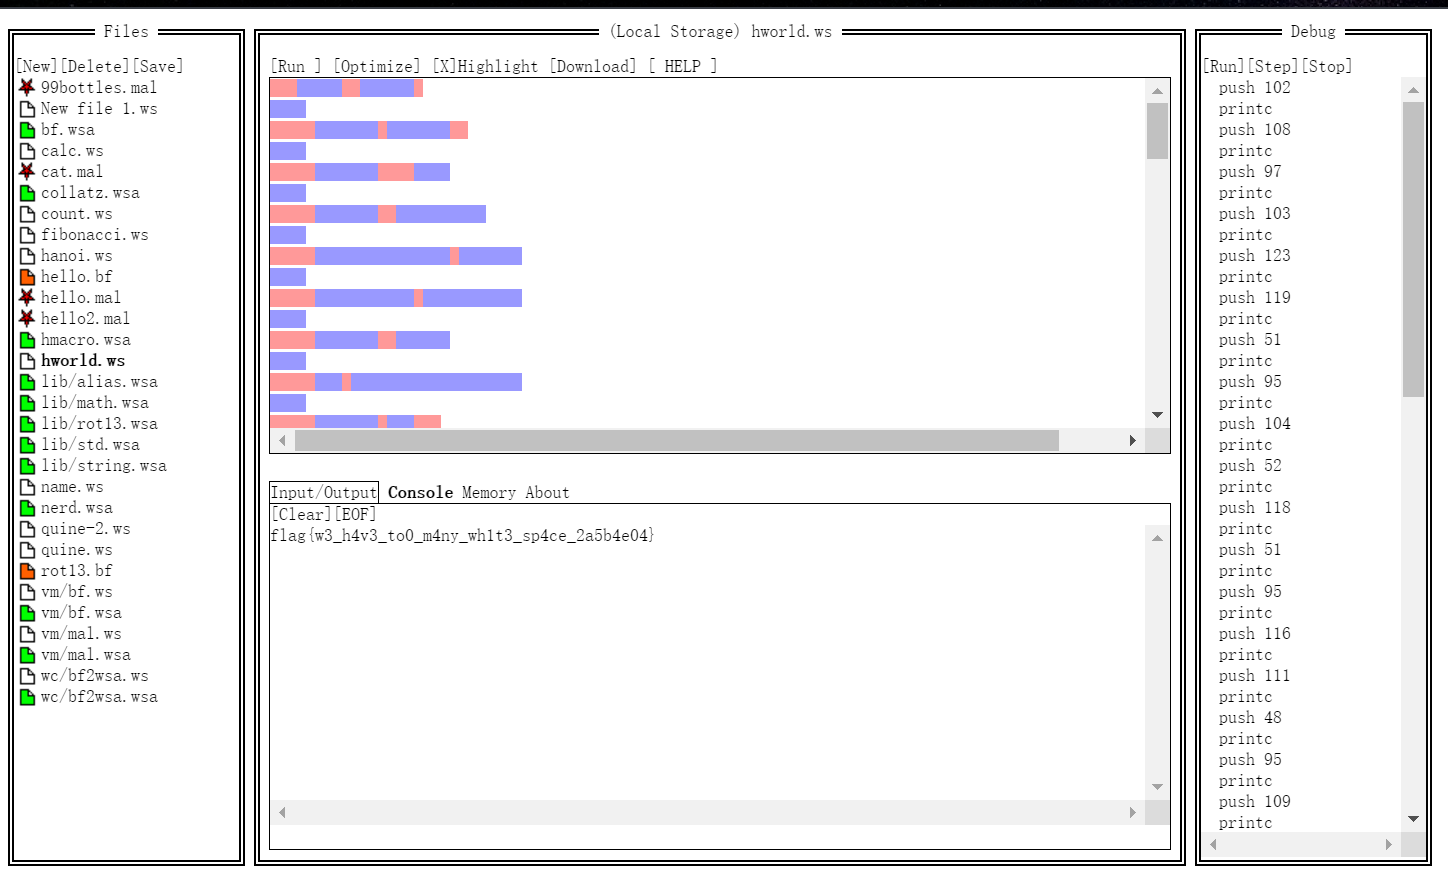 Files
[New][Delete][Save]
99bottles.mal
New file 1.ws
bf.wsa
calc.ws
cat.mal
collatz.wsa
count.ws
fibonacci.ws
hanoi.ws
hello.bf
hello.mal
hello2.mal
hmacro.wsa
hworld.ws
lib/alias.wsa
lib/math.wsa
lib/rot13.wsa
lib/std.wsa
lib/string.wsa
name.ws
nerd.wsa
quine-2.ws
quine.ws
rot13.bf
vm/bf.ws
vm/bf.wsa
vm/mal.ws
vm/mal.wsa
wc/bf2wsa.ws
wc/bf2wsa.wsa
(Local Storage) hworld.ws
[Run ] [Optimize] [X]Highlight [Download] [ HELP ]
Input/Output Console Memory About
[Clear][EOF]
flag{w3_h4v3_to0_m4ny_wh1t3_sp4ce_2a5b4e04}
Debug
[Run][Step][Stop]
push 102
printc
push 108
printc
push 97
printc
push 103
printc
push 123
printc
push 119
printc
push 51
printc
push 95
printc
push 104
printc
push 52
printc
push 118
printc
push 51
printc
push 95
printc
push 116
printc
push 111
printc
push 48
printc
push 95
printc
push 109
printc